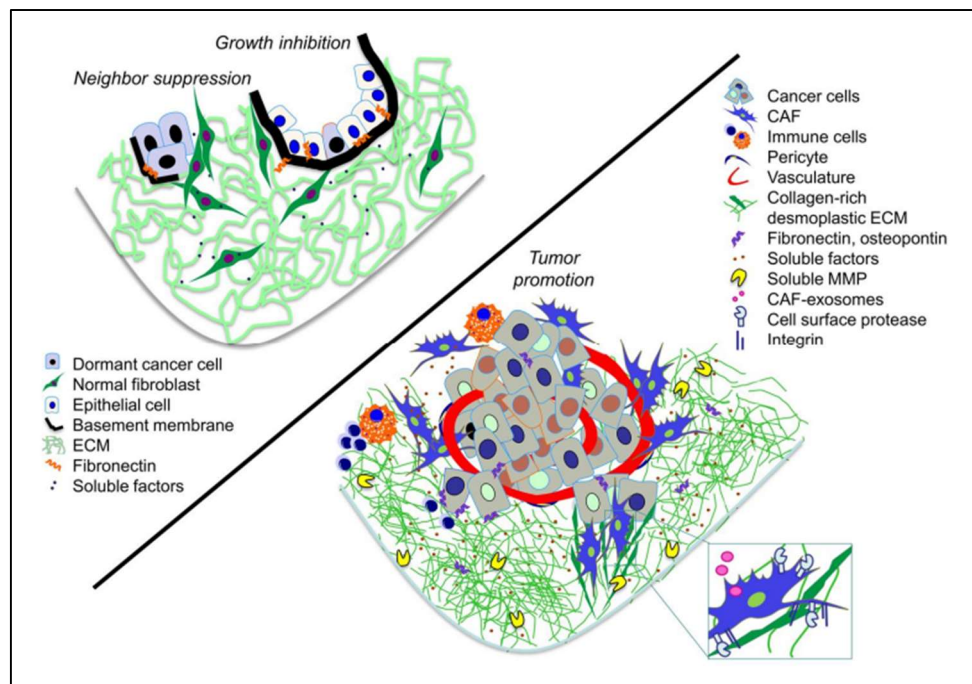 Growth inhibition
Neighbor suppression
Dormant cancer cell
Normal fibroblast
Epithelial cell
Basement membrane
ECM
Fibronectin
Soluble factors
Cancer cells
CAF
Immune cells
Pericyte
Vasculature
Collagen-rich
desmoplastic ECM
Fibronectin, osteopontin
Soluble factors
Soluble MMP
CAF-exosomes
Cell surface protease
Integrin
Tumor
promotion